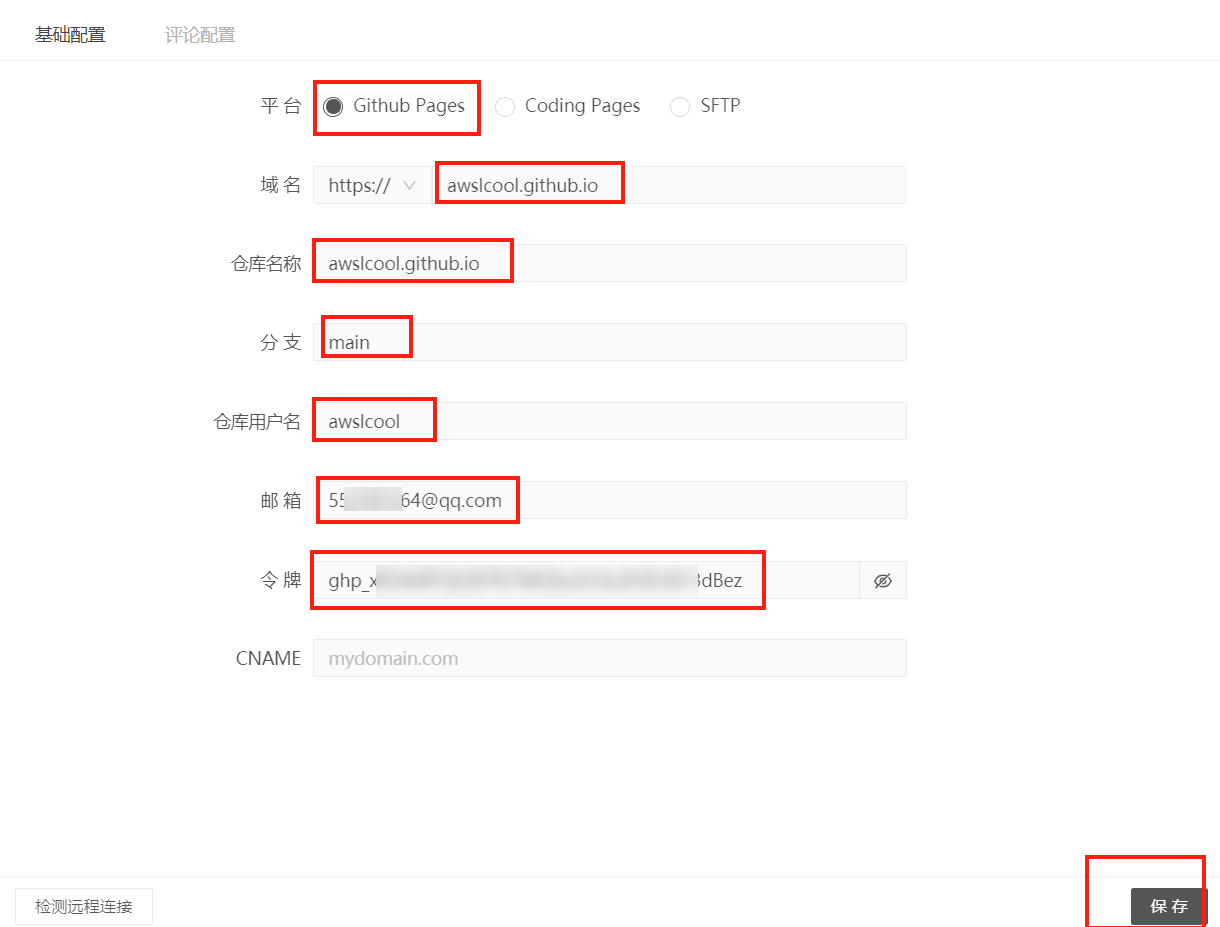 基础配置 评论配置
平台 Github Pages Coding Pages SFTP
域名 https:// awslcool.github.io
仓库名称 awslcool.github.io
分支 main
仓库用户名 awslcool
邮箱 55 64@qq.com
令牌 ghp_x 3dBez
CNAME mydomain.com
检测远程连接 保存